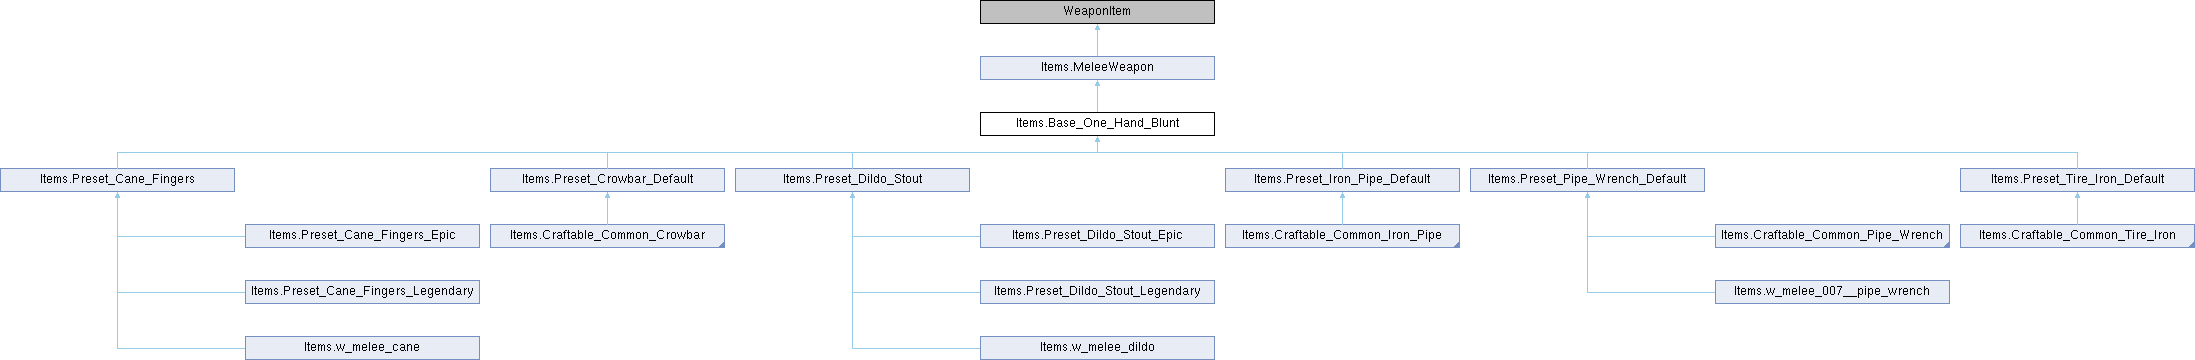 WeaponItem
Items.MeleeWeapon
Items.Base_One_Hand_Blunt
Items.Preset_Cane_Fingers
Items.Preset_Crowbar_Default
Items.Preset_Dildo_Stout
Items.Preset_Iron_Pipe_Default
Items.Preset_Pipe_Wrench_Default
Items.Preset_Tire_Iron_Default
Items.Preset_Cane_Fingers_Epic
Items.Craftable_Common_Crowbar
Items.Preset_Dildo_Stout_Epic
Items.Craftable_Common_Iron_Pipe
Items.Craftable_Common_Pipe_Wrench
Items.Craftable_Common_Tire_Iron
Items.Preset_Cane_Fingers_Legendary
Items.Preset_Dildo_Stout_Legendary
Items.w_melee_007__pipe_wrench
Items.w_melee_cane
Items.w_melee_dildo